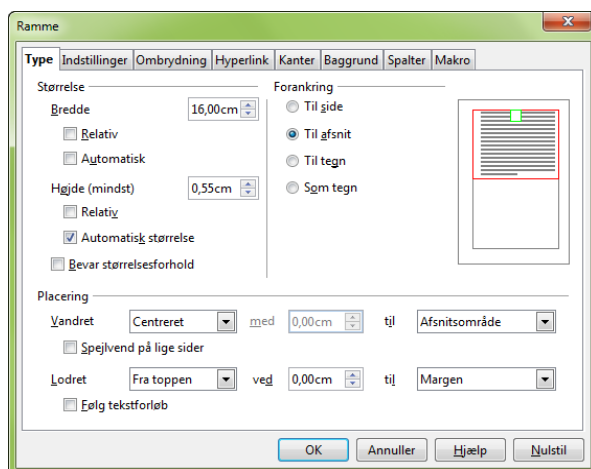 Ramme
Type Indstillinger Ombrydning Hyperlink Kanter Baggrund Spalter Makro
Størrelse
Bredde 16,00cm
Relativ
Automatisk
Højde (mindst) 0,55cm
Relativ
Automatisk størrelse
Bevar størrelsesforhold
Forankring
Til side
Til afsnit
Til tegn
Som tegn
Placering
Vandret Centreret med 0,00cm til Afsnitsområde
Spejlvend på lige sider
Lodret Fra toppen ved 0,00cm til Margen
Følg tekstforløb
OK Annuller Hjælp Nulstil